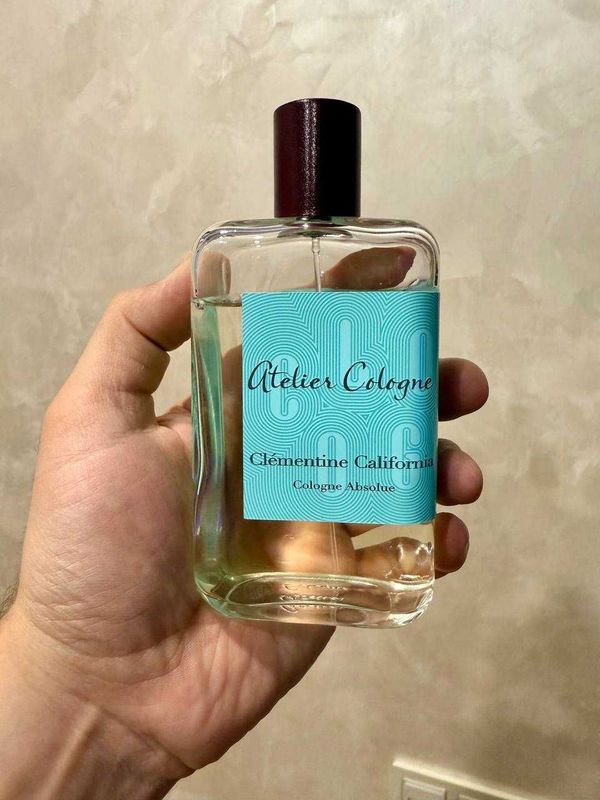 Atelier Cologne
Clémentine California
Cologne Absolue